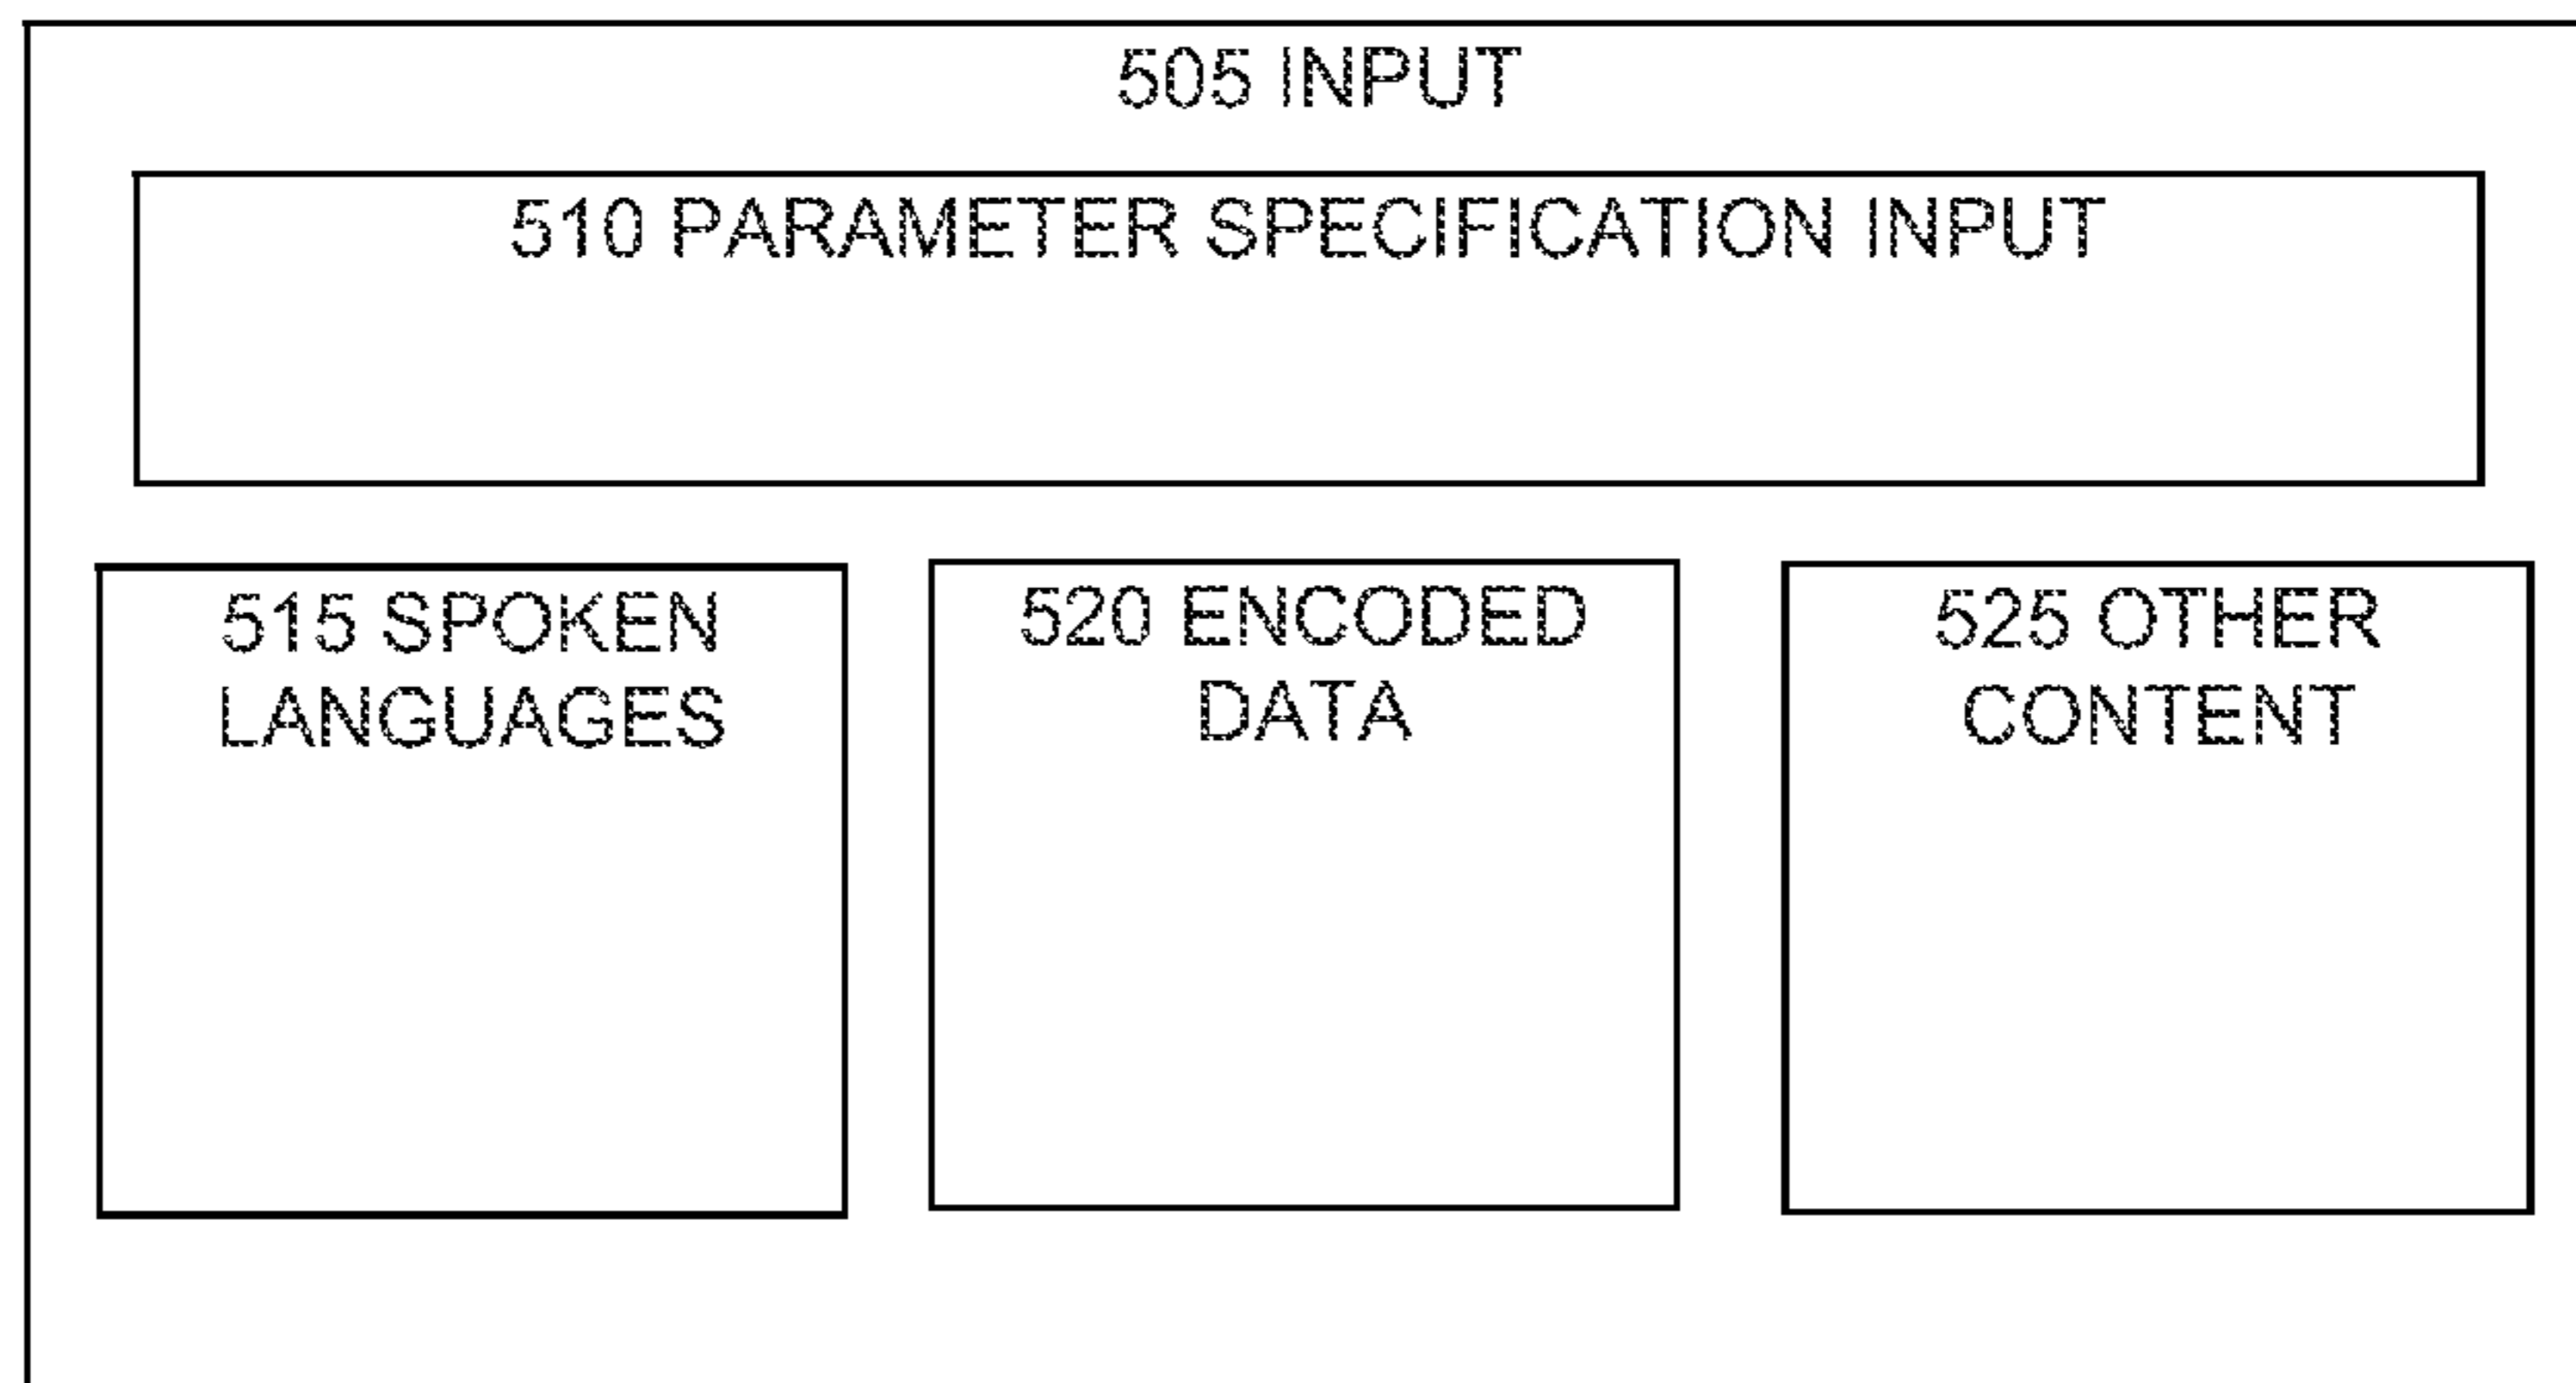 505 INPUT
510 PARAMETER SPECIFICATION INPUT
515 SPOKEN
LANGUAGES
520 ENCODED
DATA
525 OTHER
CONTENT